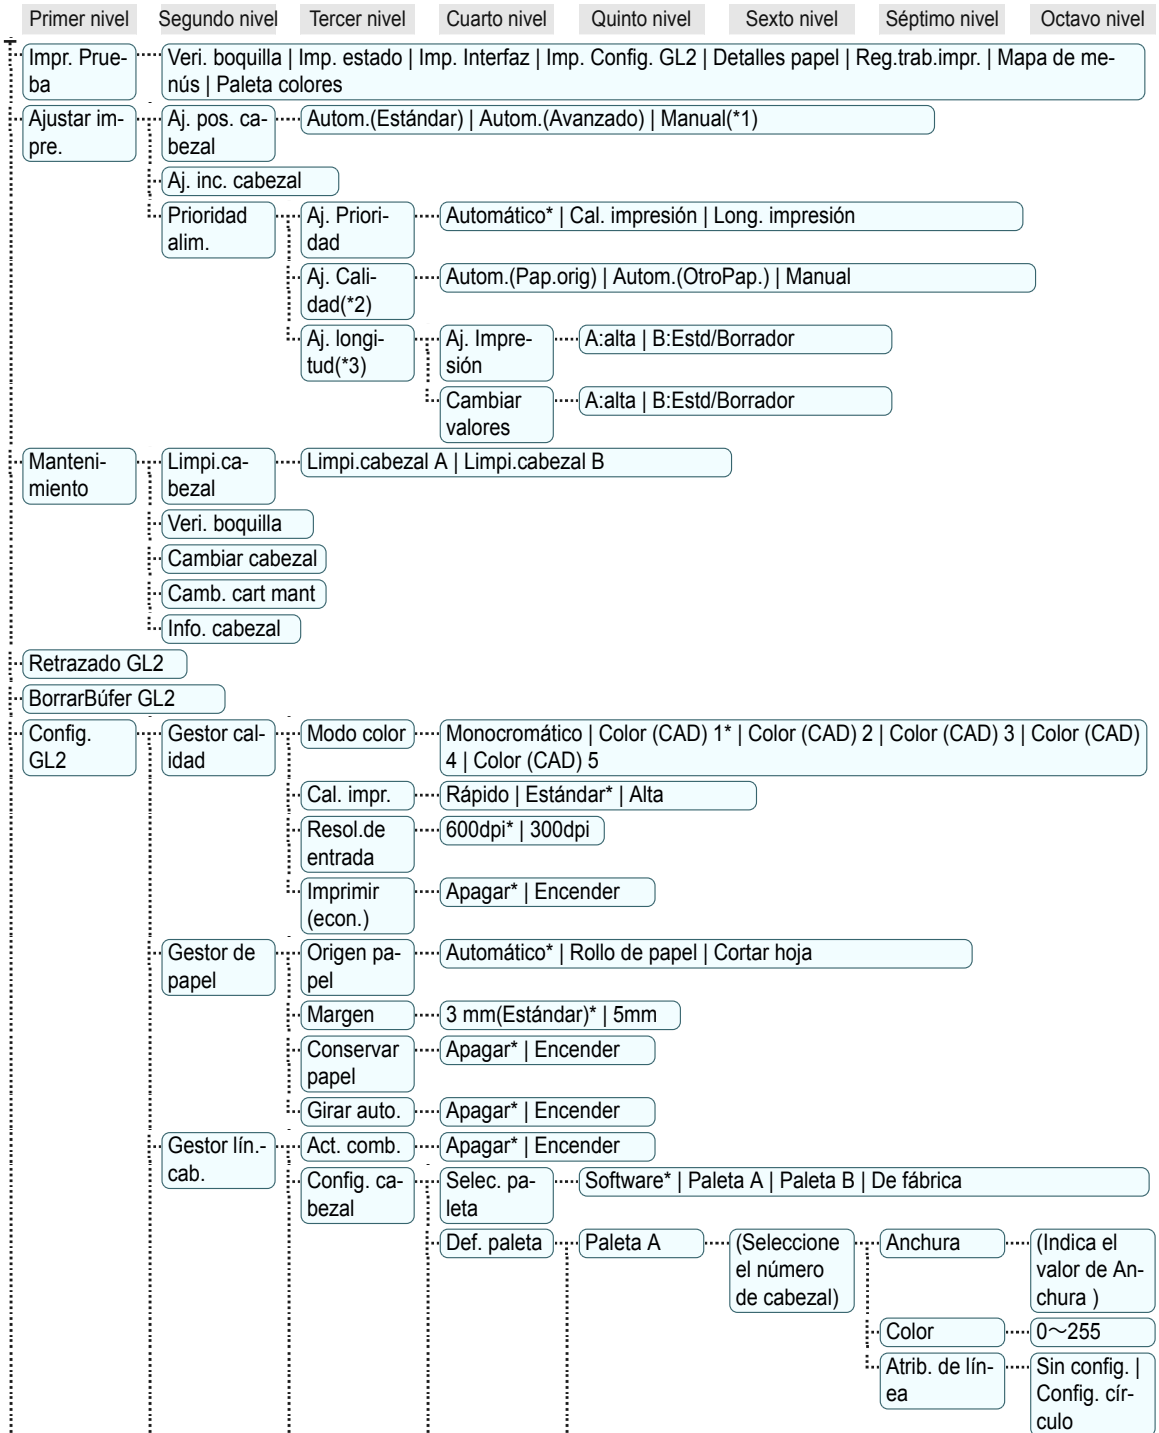 Primer nivel Segundo nivel Tercer nivel Cuarto nivel Quinto nivel Sexto nivel Séptimo nivel Octavo nivel
Impr. Prue-
ba
Veri. boquilla | Imp. estado | Imp. Interfaz | Imp. Config. GL2 | Detalles papel | Reg.trab.impr. | Mapa de me-
nús | Paleta colores
Ajustar im-
pre.
Aj. pos. ca-
bezal
Autom.(Estándar) | Autom.(Avanzado) | Manual(*1)
Aj. inc. cabezal
Prioridad
alim.
Aj. Priori-
dad
Automático* | Cal. impresión | Long. impresión
Aj. Cali-
dad(*2)
Autom.(Pap.orig) | Autom.(OtroPap.) | Manual
Aj. longi-
tud(*3)
Aj. Impre-
sión
A:alta | B:Estd/Borrador
Cambiar
valores
A:alta | B:Estd/Borrador
Manteni-
miento
Limpi.ca-
bezal
Limpi.cabezal A | Limpi.cabezal B
Veri. boquilla
Cambiar cabezal
Camb. cart mant
Info. cabezal
Retrazado GL2
BorrarBúfer GL2
Config.
GL2
Gestor cal-
idad
Modo color
Monocromático | Color (CAD) 1* | Color (CAD) 2 | Color (CAD) 3 | Color (CAD)
4 | Color (CAD) 5
Cal. impr.
Rápido | Estándar* | Alta
Resol.de
entrada
600dpi* | 300dpi
Imprimir
(econ.)
Apagar* | Encender
Gestor de
papel
Origen pa-
pel
Automático* | Rollo de papel | Cortar hoja
Margen
3 mm(Estándar)* | 5mm
Conservar
papel
Apagar* | Encender
Girar auto.
Apagar* | Encender
Gestor lín.-
cab.
Act. comb.
Apagar* | Encender
Config. ca-
bezal
Selec. pa-
leta
Software* | Paleta A | Paleta B | De fábrica
Def. paleta
Paleta A
(Seleccione
el número
de cabezal)
Anchura
(Indica el
valor de An-
chura )
Color
0～255
Atrib. de lín-
ea
Sin config. |
Config. cír-
culo